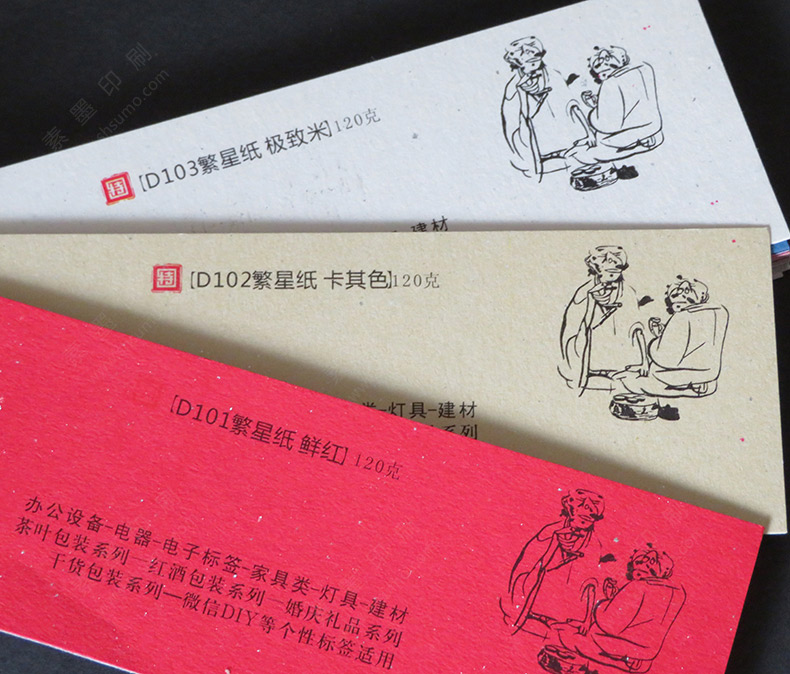 特
[D103繁星纸 极致米]120克
建材
特
[D102繁星纸 卡其色]120克
类-灯具-建材
系列
[D101繁星纸 鲜红] 120克
办公设备-电器-电子标签-家具类-灯具-建材
茶叶包装系列—红酒包装系列—婚庆礼品系列
干货包装系列—微信DIY等个性标签适用
素墨印刷